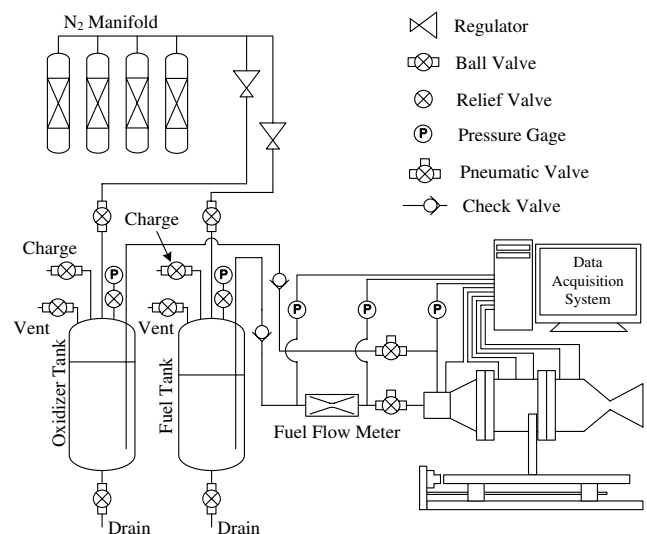 N2 Manifold
Regulator
Ball Valve
Relief Valve
P Pressure Gage
Pneumatic Valve
Check Valve
Charge
Charge
P
P
Vent
Vent
Oxidizer Tank
Fuel Tank
P
P
P
Data
Acquisition
System
Fuel Flow Meter
Drain
Drain